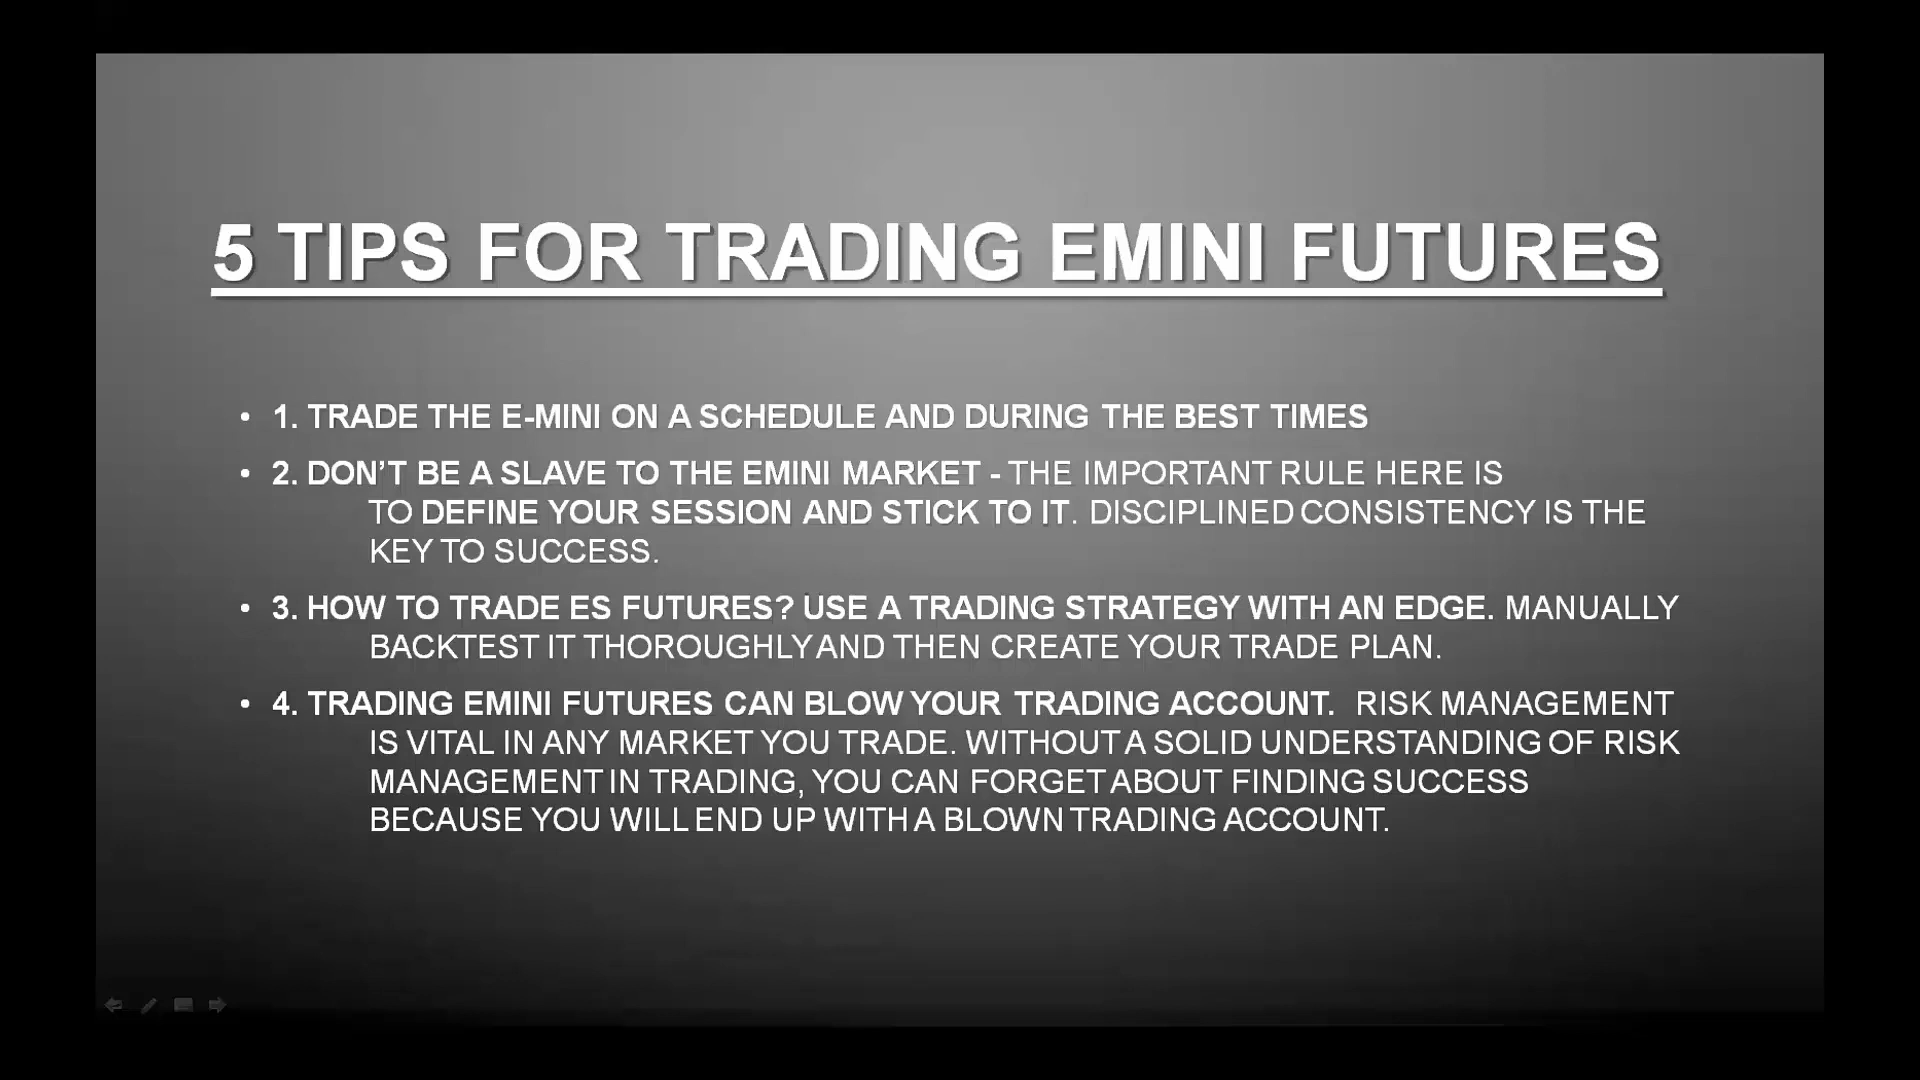 5 TIPS FOR TRADING EMINI FUTURES
• 1. TRADE THE E-MINI ON A SCHEDULE AND DURING THE BEST TIMES
• 2. DON’T BE A SLAVE TO THE EMINI MARKET - THE IMPORTANT RULE HERE IS
TO DEFINE YOUR SESSION AND STICK TO IT. DISCIPLINED CONSISTENCY IS THE
KEY TO SUCCESS.
• 3. HOW TO TRADE ES FUTURES? USE A TRADING STRATEGY WITH AN EDGE. MANUALLY
BACKTEST IT THOROUGHLY AND THEN CREATE YOUR TRADE PLAN.
• 4. TRADING EMINI FUTURES CAN BLOW YOUR TRADING ACCOUNT. RISK MANAGEMENT
IS VITAL IN ANY MARKET YOU TRADE. WITHOUT A SOLID UNDERSTANDING OF RISK
MANAGEMENT IN TRADING, YOU CAN FORGET ABOUT FINDING SUCCESS
BECAUSE YOU WILL END UP WITH A BLOWN TRADING ACCOUNT.